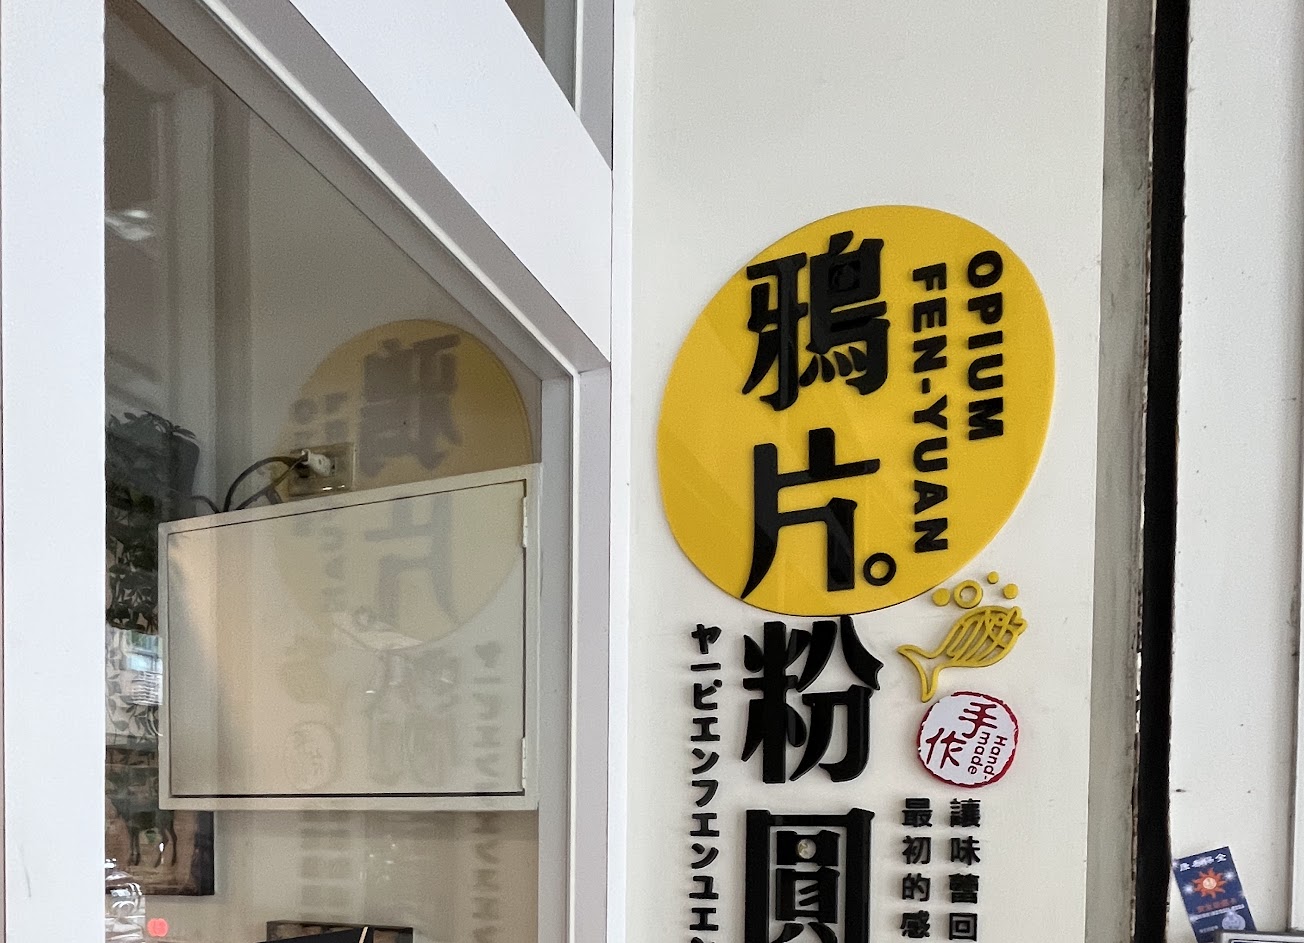 鴉片。粉圓
OPIUM
FEN-YUAN
ヤーピエンフエンユエン
手作
Hand-
made
讓味蕾回
最初的感